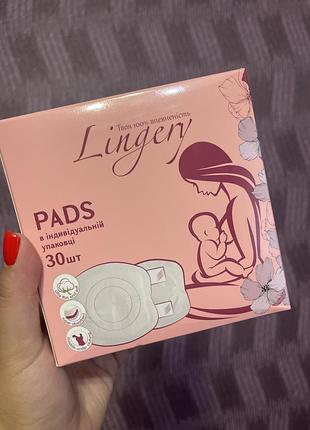 Твоя 100% впевненість
Lingery
PADS
в індивідуальній
упаковці
30шт